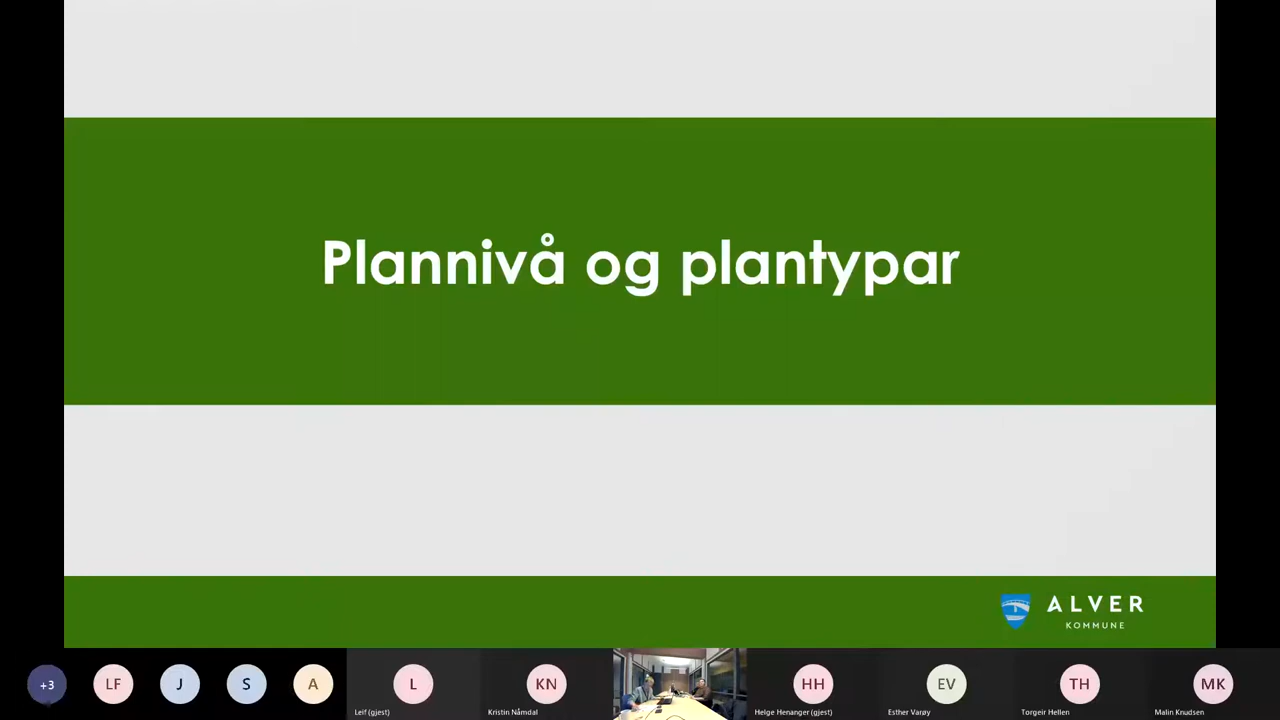 Plannivå og plantypar
ALVER
KOMMUNE
+3
LF
J
S
A
L
KN
HH
EV
TH
MK
Leif (gjest)
Kristin Nåmdal
Helge Henanger (gjest)
Esther Varøy
Torgeir Hellen
Malin Knudsen